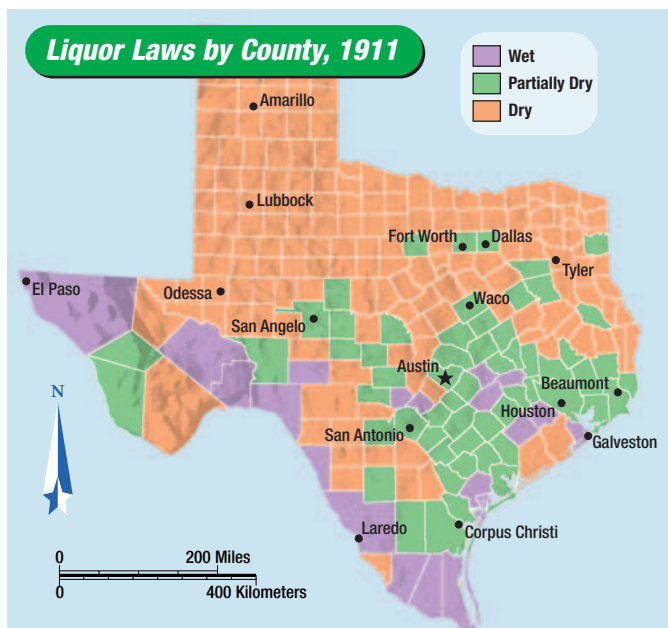 Liquor Laws by County, 1911
Wet
Partially Dry
Dry
Amarillo
Lubbock
Fort Worth
Dallas
Tyler
El Paso
Odessa
Waco
San Angelo
Austin
Beaumont
Houston
San Antonio
Galveston
N
Laredo
Corpus Christi
0
200 Miles
0
400 Kilometers